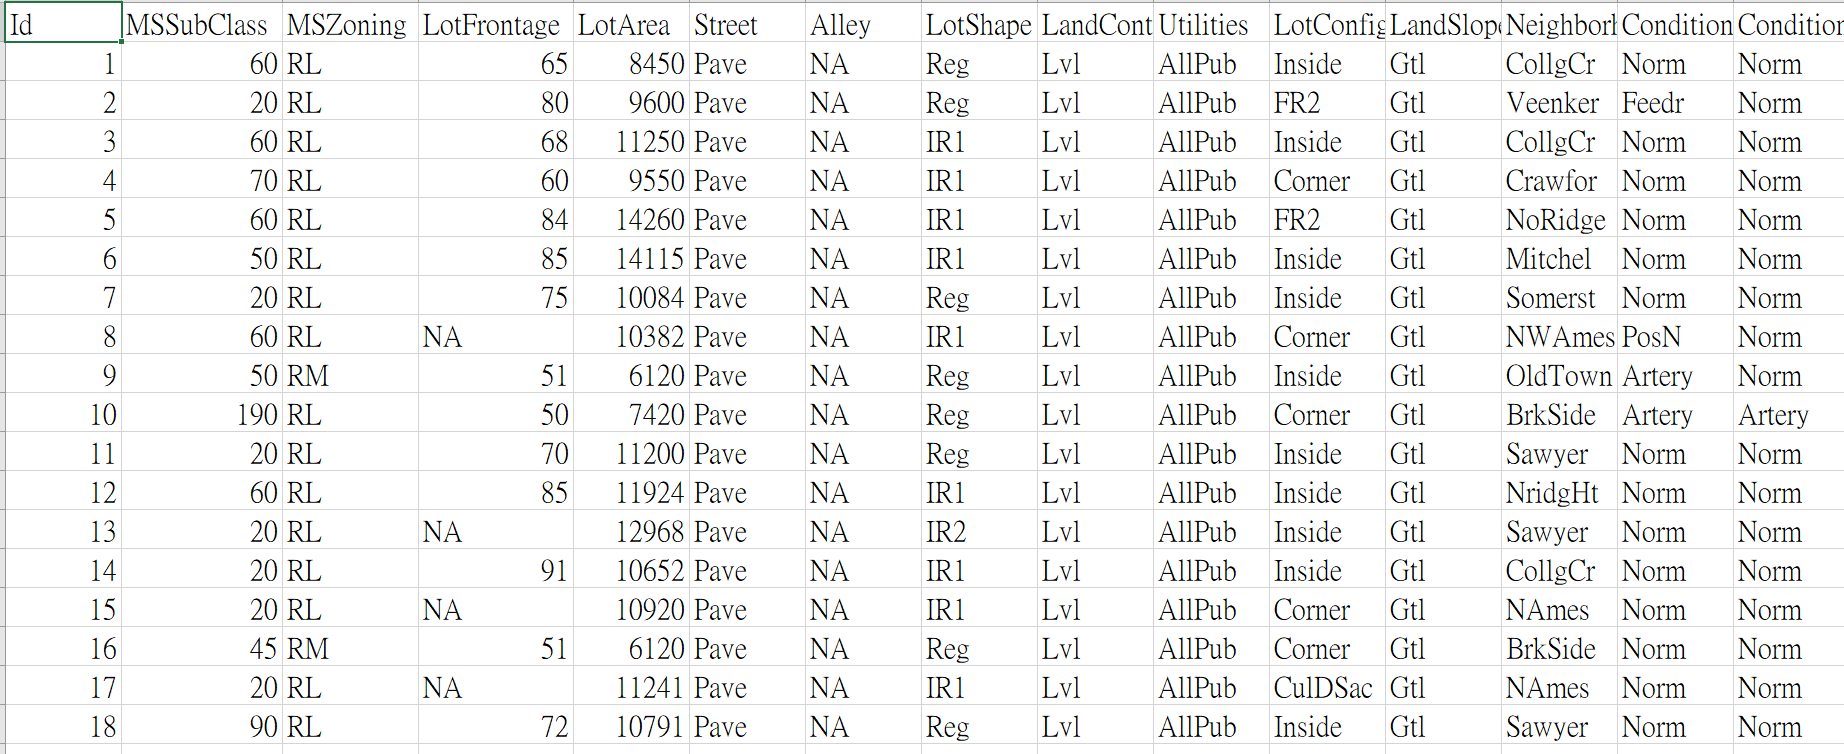 Id MSSubClass MSZoning LotFrontage LotArea Street Alley LotShape LandCont Utilities LotConfig LandSlope Neighborh Condition Condition
1 60 RL 65 8450 Pave NA Reg Lvl AllPub Inside Gtl CollgCr Norm Norm
2 20 RL 80 9600 Pave NA Reg Lvl AllPub FR2 Gtl Veenker Feedr Norm
3 60 RL 68 11250 Pave NA IR1 Lvl AllPub Inside Gtl CollgCr Norm Norm
4 70 RL 60 9550 Pave NA IR1 Lvl AllPub Corner Gtl Crawfor Norm Norm
5 60 RL 84 14260 Pave NA IR1 Lvl AllPub FR2 Gtl NoRidge Norm Norm
6 50 RL 85 14115 Pave NA IR1 Lvl AllPub Inside Gtl Mitchel Norm Norm
7 20 RL 75 10084 Pave NA Reg Lvl AllPub Inside Gtl Somerst Norm Norm
8 60 RL NA 10382 Pave NA IR1 Lvl AllPub Corner Gtl NWAmes PosN Norm
9 50 RM 51 6120 Pave NA Reg Lvl AllPub Inside Gtl OldTown Artery Norm
10 190 RL 50 7420 Pave NA Reg Lvl AllPub Corner Gtl BrkSide Artery Artery
11 20 RL 70 11200 Pave NA Reg Lvl AllPub Inside Gtl Sawyer Norm Norm
12 60 RL 85 11924 Pave NA IR1 Lvl AllPub Inside Gtl NridgHt Norm Norm
13 20 RL NA 12968 Pave NA IR2 Lvl AllPub Inside Gtl Sawyer Norm Norm
14 20 RL 91 10652 Pave NA IR1 Lvl AllPub Inside Gtl CollgCr Norm Norm
15 20 RL NA 10920 Pave NA IR1 Lvl AllPub Corner Gtl NAmes Norm Norm
16 45 RM 51 6120 Pave NA Reg Lvl AllPub Corner Gtl BrkSide Norm Norm
17 20 RL NA 11241 Pave NA IR1 Lvl AllPub CulDSac Gtl NAmes Norm Norm
18 90 RL 72 10791 Pave NA Reg Lvl AllPub Inside Gtl Sawyer Norm Norm